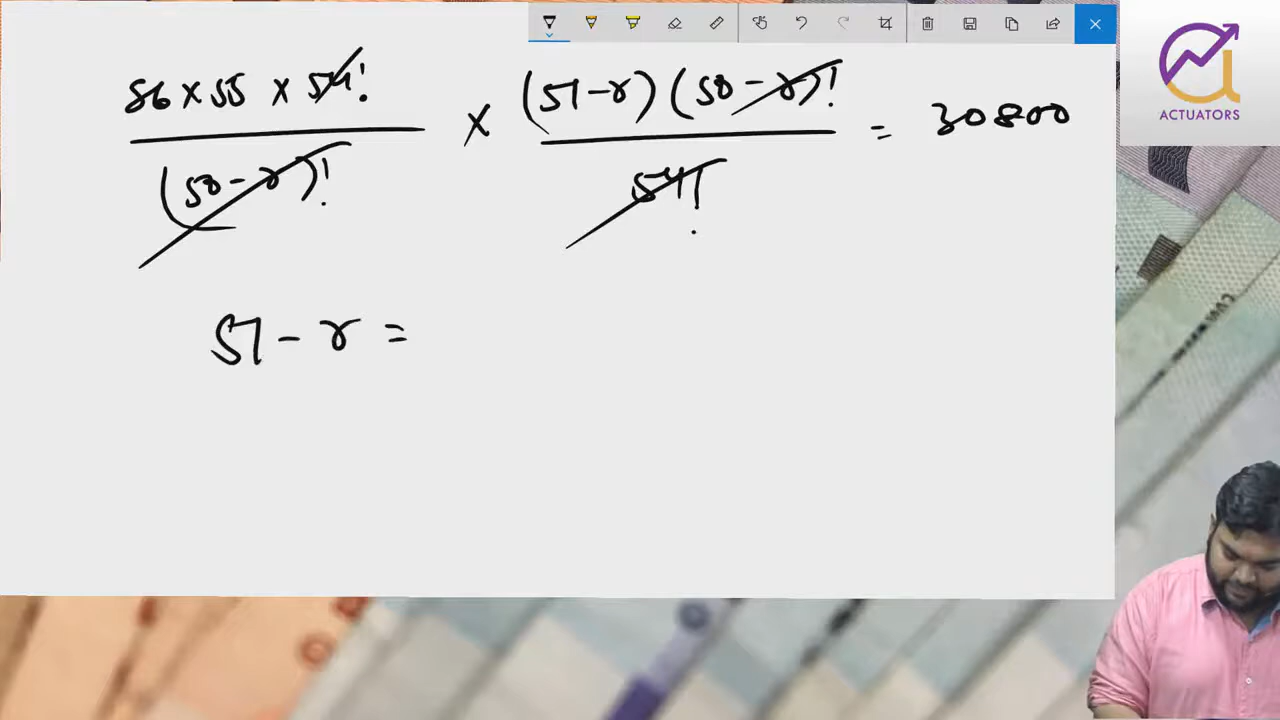 56 × 55 × 54! / (50 - r)! × (51 - r) (50 - r)! / 54! = 30800
51 - r =
ACTUATORS